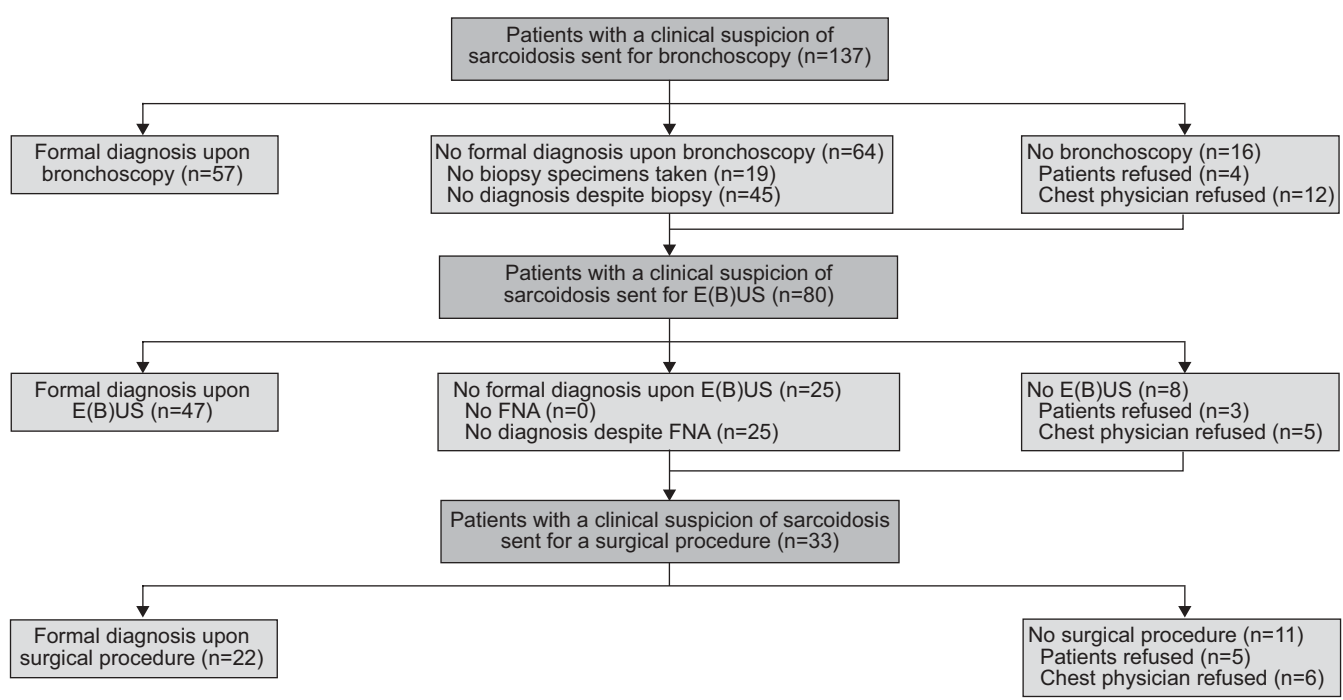 Patients with a clinical suspicion of
sarcoidosis sent for bronchoscopy (n=137)
Formal diagnosis upon
bronchoscopy (n=57)
No formal diagnosis upon bronchoscopy (n=64)
No biopsy specimens taken (n=19)
No diagnosis despite biopsy (n=45)
No bronchoscopy (n=16)
Patients refused (n=4)
Chest physician refused (n=12)
Patients with a clinical suspicion of
sarcoidosis sent for E(B)US (n=80)
Formal diagnosis upon
E(B)US (n=47)
No formal diagnosis upon E(B)US (n=25)
No FNA (n=0)
No diagnosis despite FNA (n=25)
No E(B)US (n=8)
Patients refused (n=3)
Chest physician refused (n=5)
Patients with a clinical suspicion of sarcoidosis
sent for a surgical procedure (n=33)
Formal diagnosis upon
surgical procedure (n=22)
No surgical procedure (n=11)
Patients refused (n=5)
Chest physician refused (n=6)